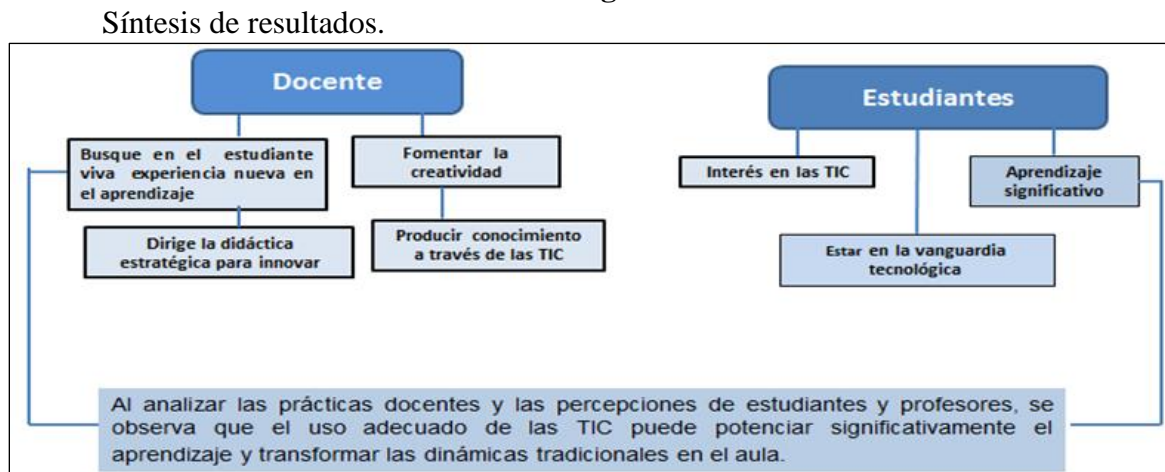 Síntesis de resultados.
Docente
Busque en el estudiante
viva experiencia nueva en
el aprendizaje
Dirige la didáctica
estratégica para innovar
Fomentar la
creatividad
Producir conocimiento
a través de las TIC
Estudiantes
Interés en las TIC
Estar en la vanguardia
tecnológica
Aprendizaje
significativo
Al analizar las prácticas docentes y las percepciones de estudiantes y profesores, se
observa que el uso adecuado de las TIC puede potenciar significativamente el
aprendizaje y transformar las dinámicas tradicionales en el aula.